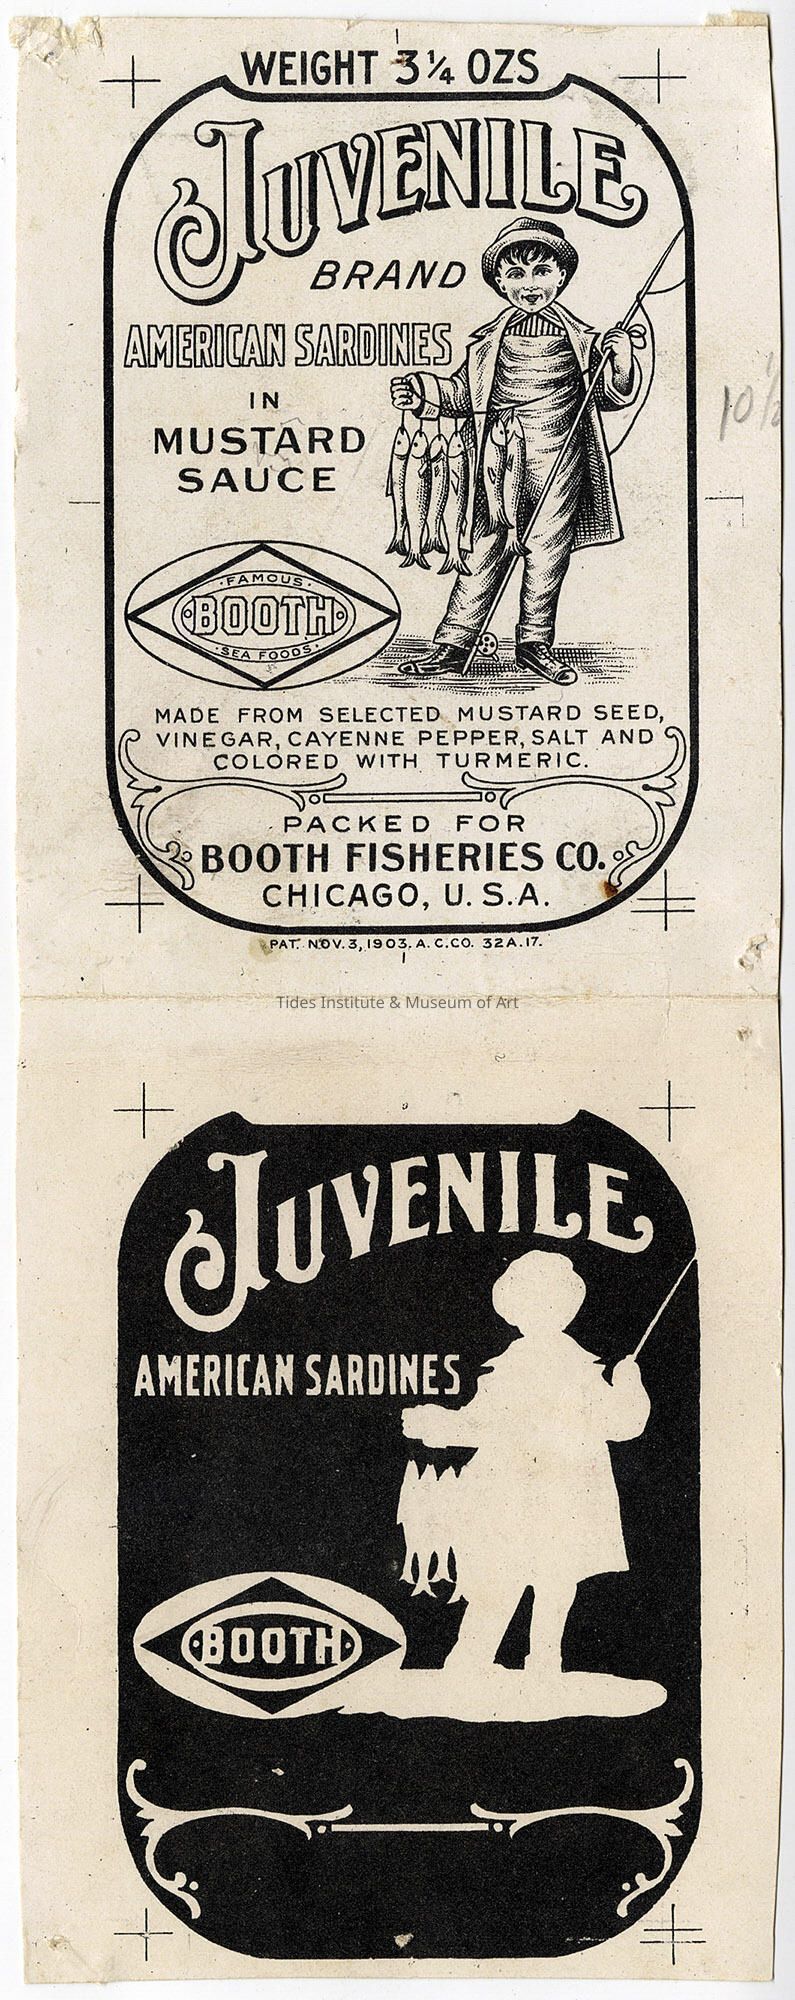 WEIGHT 3¼ OZS
JUVENILE
BRAND
AMERICAN SARDINES
IN
MUSTARD
SAUCE
·FAMOUS·
BOOTH
·SEA FOODS·
MADE FROM SELECTED MUSTARD SEED,
VINEGAR, CAYENNE PEPPER, SALT AND
COLORED WITH TURMERIC.
PACKED FOR
BOOTH FISHERIES CO.
CHICAGO, U.S.A.
PAT. NOV. 3, 1903. A. C. CO. 32A.17.
Tides Institute & Museum of Art
JUVENILE
AMERICAN SARDINES
BOOTH